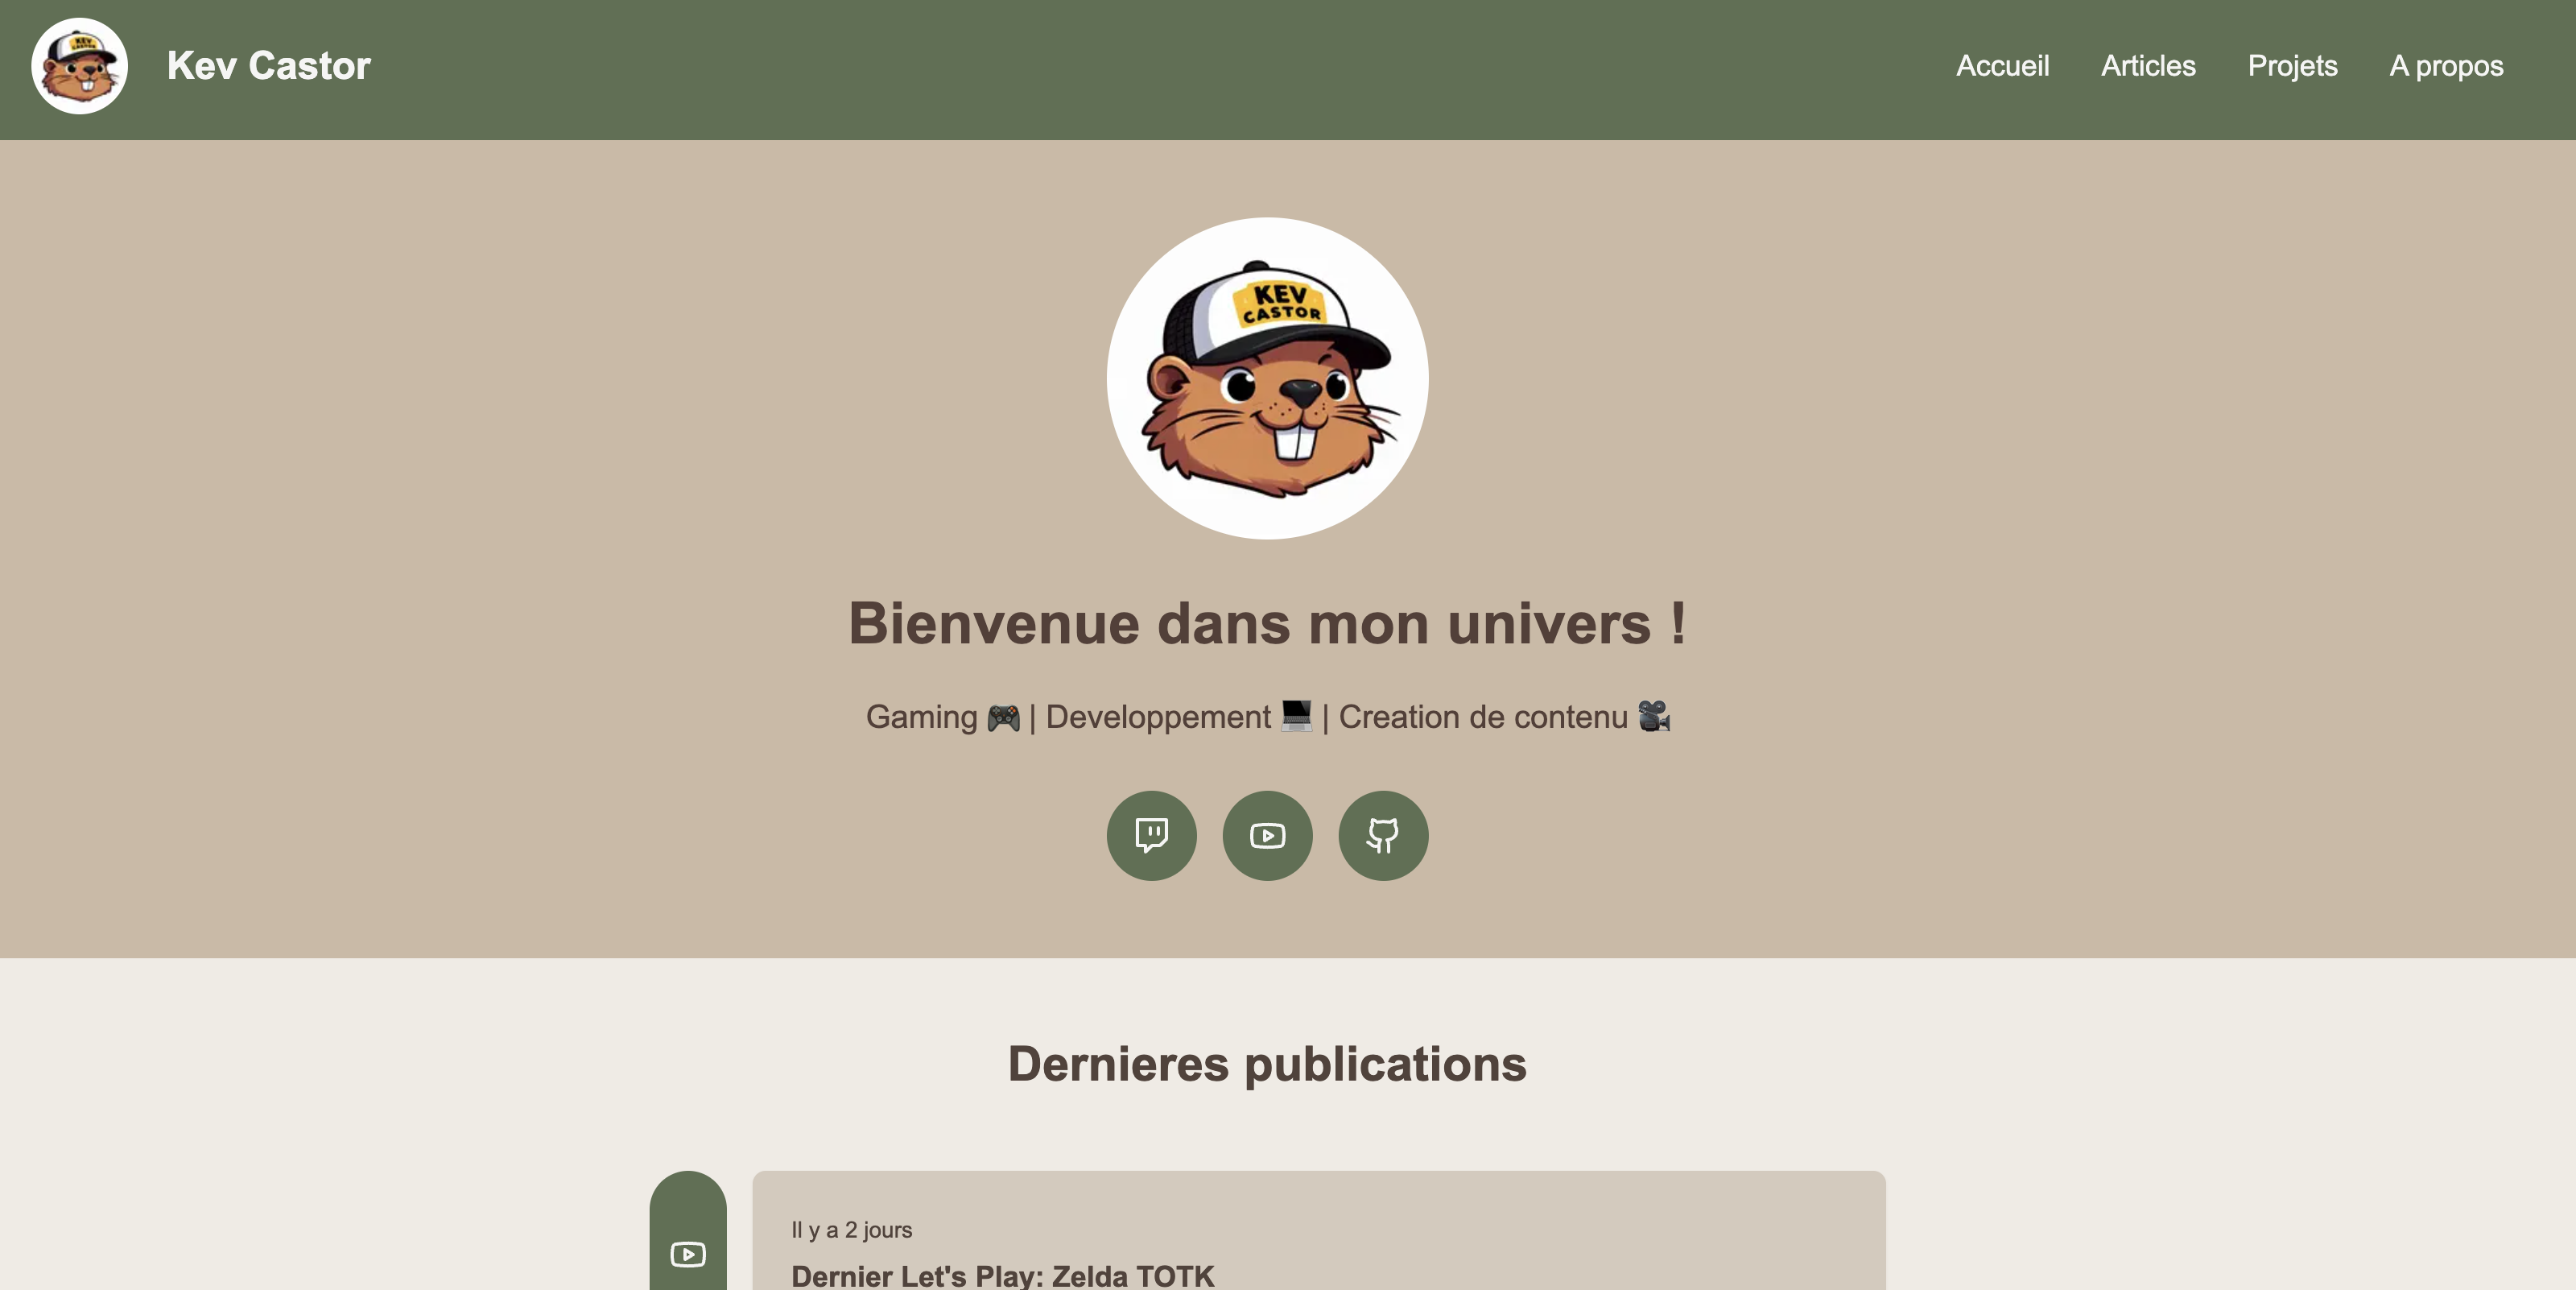 KEV
CASTOR
Kev Castor
Accueil
Articles
Projets
A propos
KEV
CASTOR
Bienvenue dans mon univers !
Gaming 🎮 | Developpement 💻 | Creation de contenu 🎥
Dernieres publications
Il y a 2 jours
Dernier Let's Play: Zelda TOTK